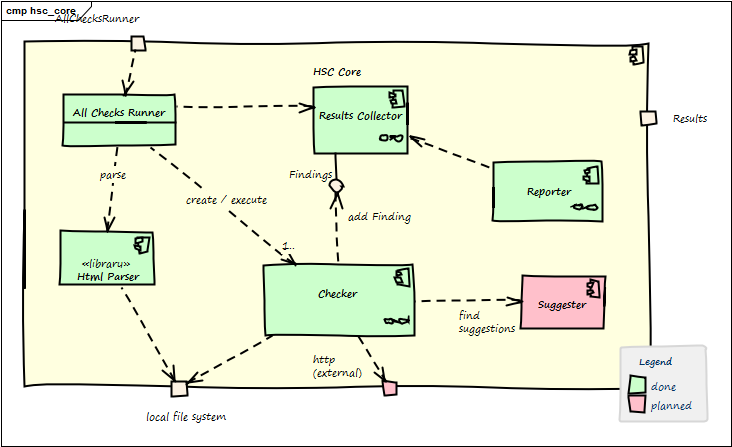 cmp hsc_core
AllChecksRunner
HSC Core
All Checks Runner
Results Collector
Results
parse
Findings
Reporter
create / execute
add Finding
1..
«library»
Html Parser
Checker
Suggester
find
suggestions
http
(external)
local file system
Legend
done
planned